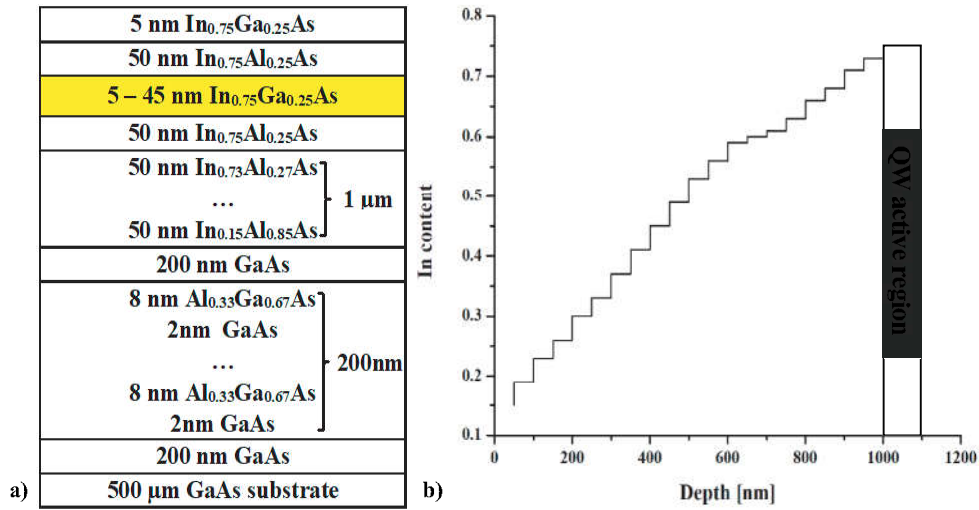 5 nm In₀.₇₅Ga₀.₂₅As
50 nm In₀.₇₅Al₀.₂₅As
5 – 45 nm In₀.₇₅Ga₀.₂₅As
50 nm In₀.₇₅Al₀.₂₅As
50 nm In₀.₇₃Al₀.₂₇As
...
50 nm In₀.₁₅Al₀.₈₅As
1 µm
200 nm GaAs
8 nm Al₀.₃₃Ga₀.₆₇As
2nm GaAs
...
8 nm Al₀.₃₃Ga₀.₆₇As
2nm GaAs
200nm
200 nm GaAs
500 µm GaAs substrate
a)
0.8
0.7
0.6
0.5
0.4
0.3
0.2
0.1
In content
QW active region
0
200
400
600
800
1000
1200
Depth [nm]
b)